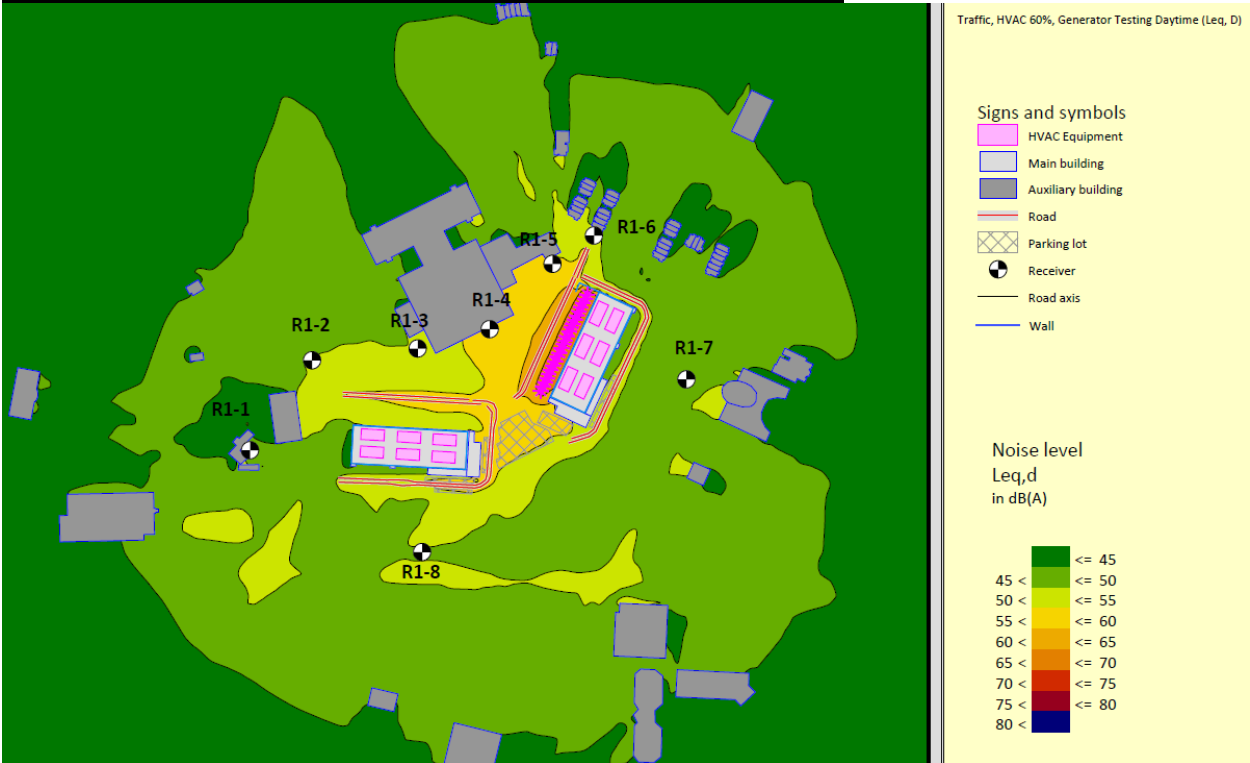 Traffic, HVAC 60%, Generator Testing Daytime (Leq, D)
Signs and symbols
HVAC Equipment
Main building
Auxiliary building
Road
Parking lot
Receiver
Road axis
Wall
R1-6
R1-5
R1-4
R1-3
R1-2
R1-7
R1-1
R1-8
Noise level
Leq,d
in dB(A)
<= 45
45 < <= 50
50 < <= 55
55 < <= 60
60 < <= 65
65 < <= 70
70 < <= 75
75 < <= 80
80 <